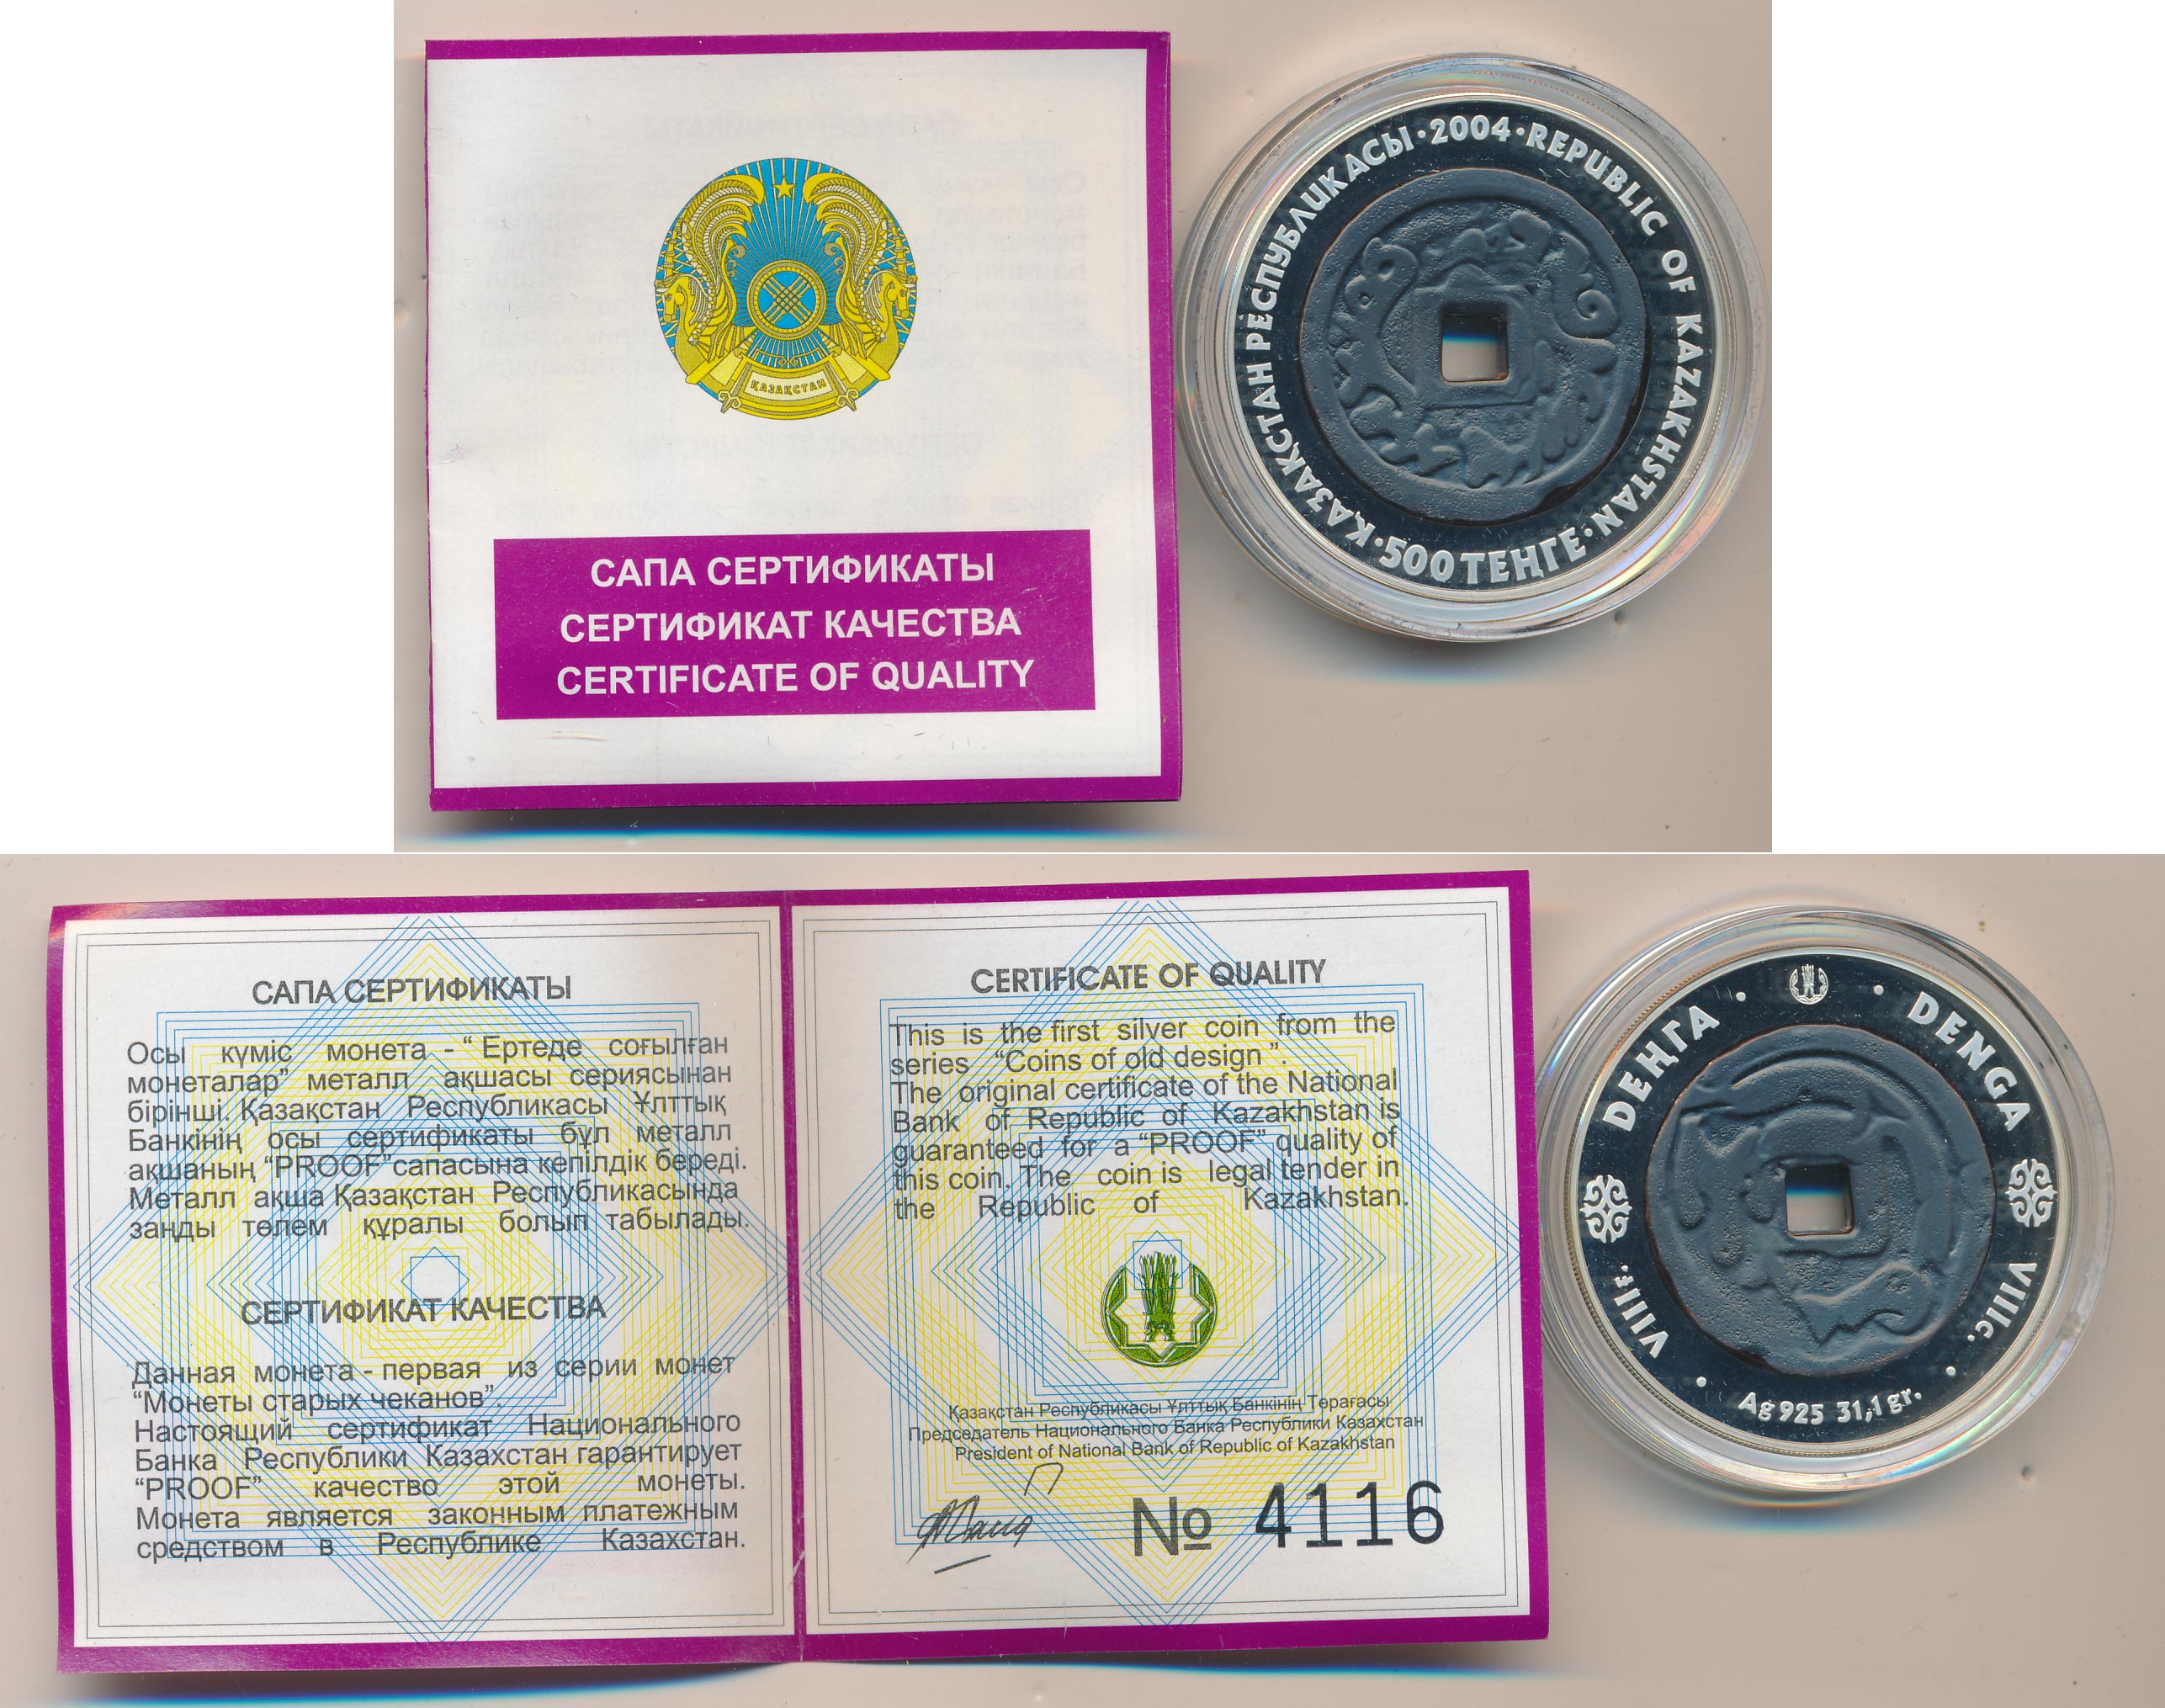 ҚАЗАҚСТАН
САПА СЕРТИФИКАТЫ
СЕРТИФИКАТ КАЧЕСТВА
CERTIFICATE OF QUALITY
ҚАЗАҚСТАН РЕСПУБЛИКАСЫ · 2004 · REPUBLIC OF KAZAKHSTAN · 500 ТЕҢГЕ ·
САПА СЕРТИФИКАТЫ
Осы күміс монета - “ Ертеде соғылған
монеталар” металл ақшасы сериясынан
бірінші. Қазақстан Республикасы Ұлттық
Банкінің осы сертификаты бұл металл
ақшаның “PROOF” сапасына кепілдік береді.
Металл ақша Қазақстан Республикасында
заңды төлем құралы болып табылады.
СЕРТИФИКАТ КАЧЕСТВА
Данная монета - первая из серии монет
“Монеты старых чеканов”.
Настоящий сертификат Национального
Банка Республики Казахстан гарантирует
“PROOF” качество этой монеты.
Монета является законным платежным
средством в Республике Казахстан.
CERTIFICATE OF QUALITY
This is the first silver coin from the
series “Coins of old design ”.
The original certificate of the National
Bank of Republic of Kazakhstan is
guaranteed for a “PROOF” quality of
this coin. The coin is legal tender in
the Republic of Kazakhstan.
Қазақстан Республикасы Ұлттық Банкінің Төрағасы
Председатель Национального Банка Республики Казахстан
President of National Bank of Republic of Kazakhstan
№ 4116
DЕҢГА · · DENGA
VIII ғ. VIII c.
· Ag 925 31,1 gr. ·